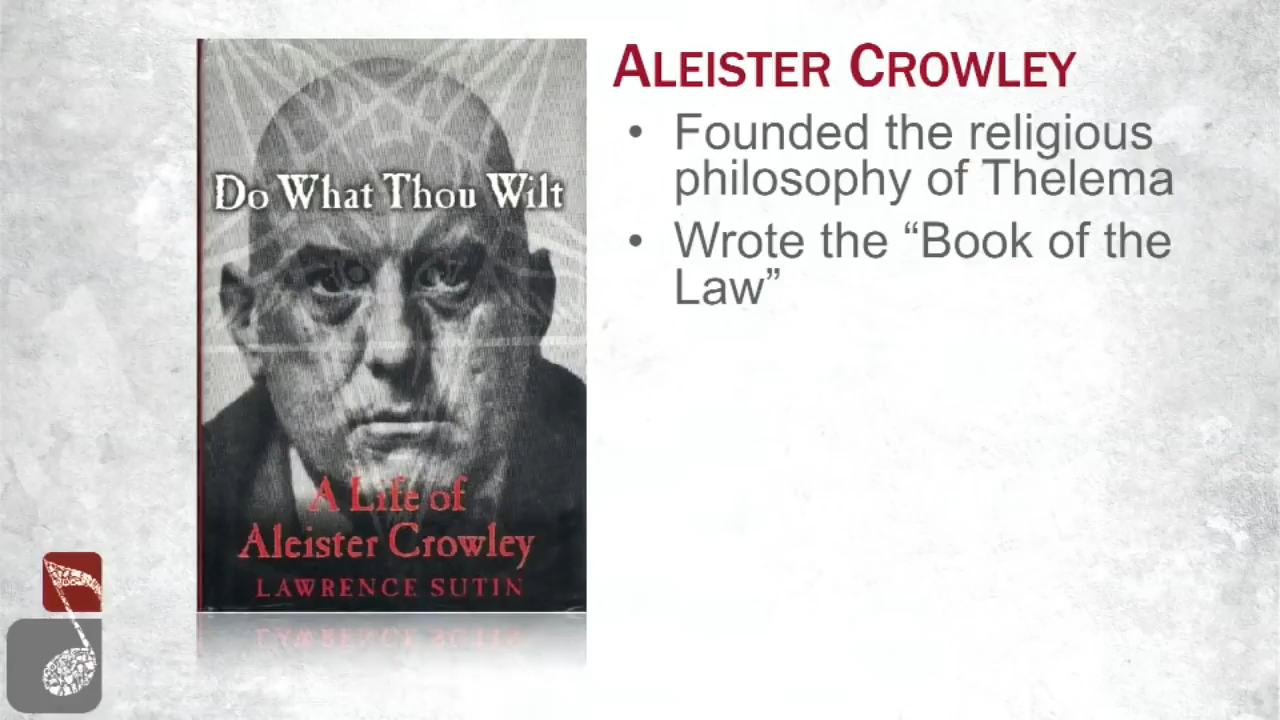 Do What Thou Wilt
A Life of
Aleister Crowley
LAWRENCE SUTIN
ALEISTER CROWLEY
• Founded the religious
philosophy of Thelema
• Wrote the “Book of the
Law”